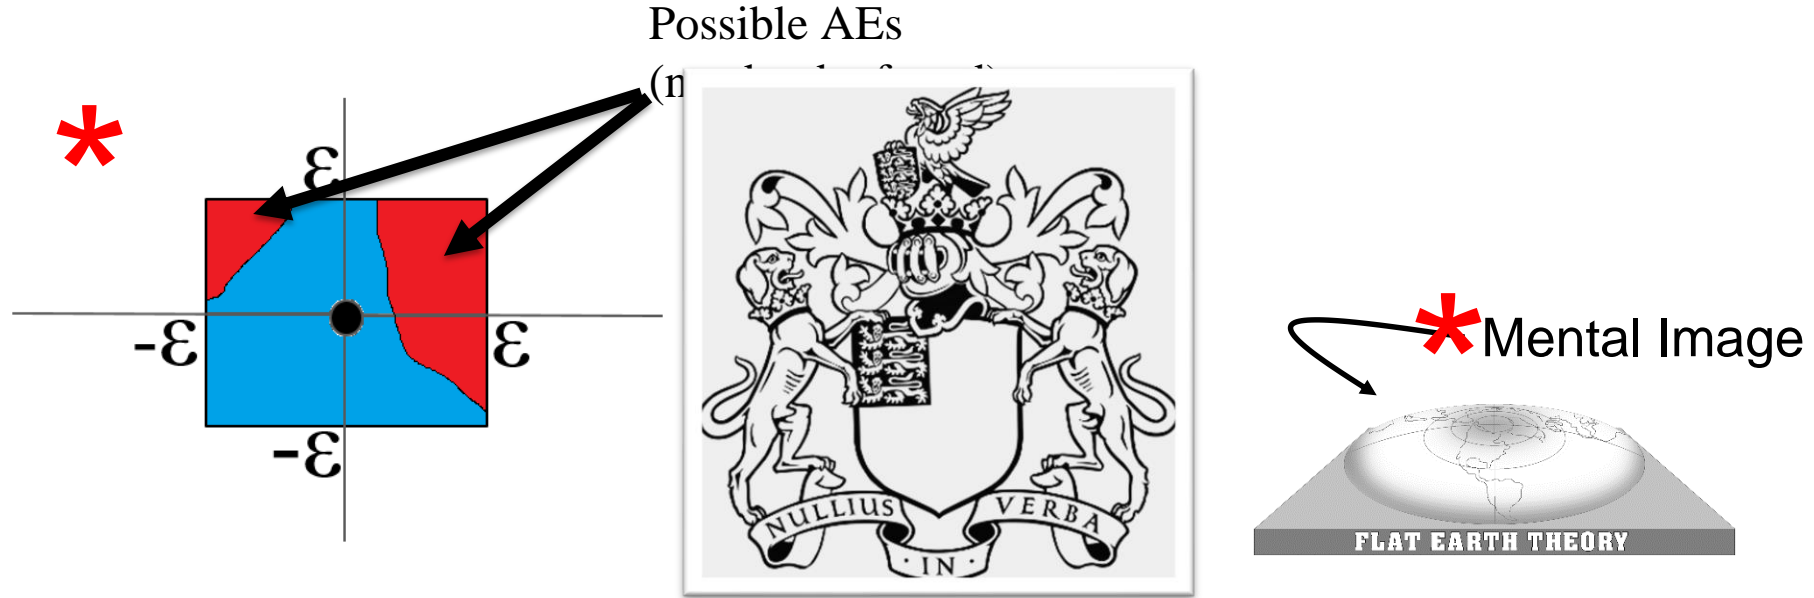 Possible AEs
*
ε
-ε
ε
-ε
NULLIUS
IN
VERBA
*Mental Image
FLAT EARTH THEORY